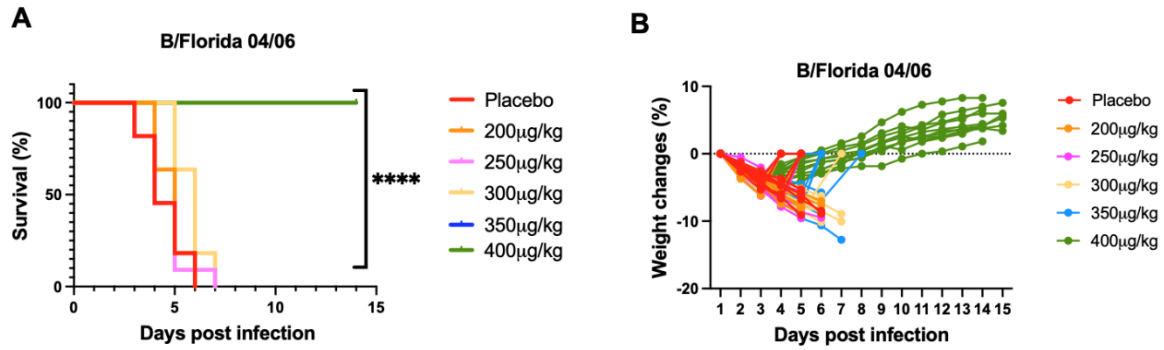 A
B/Florida 04/06
Survival (%)
100
50
0
0
5
10
15
Days post infection
****
Placebo
200µg/kg
250µg/kg
300µg/kg
350µg/kg
400µg/kg
B
B/Florida 04/06
Weight changes (%)
10
0
-10
-20
1 2 3 4 5 6 7 8 9 10 11 12 13 14 15
Days post infection
Placebo
200µg/kg
250µg/kg
300µg/kg
350µg/kg
400µg/kg